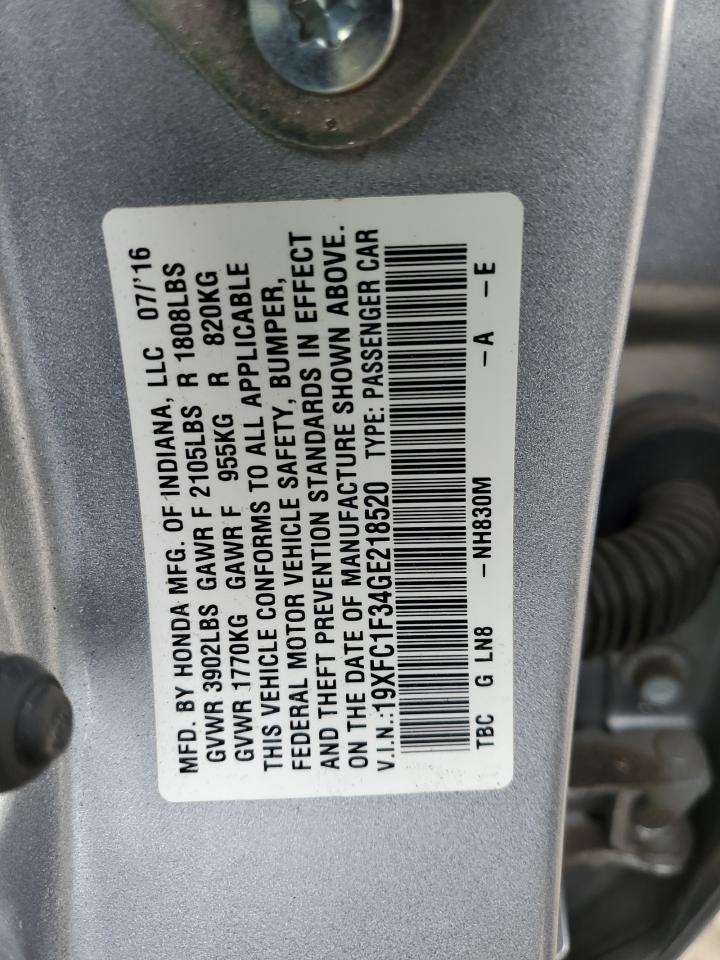 MFD. BY HONDA MFG. OF INDIANA, LLC 07/'16
GVWR 3902LBS GAWR F 2105LBS R 1808LBS
GVWR 1770KG GAWR F 955KG R 820KG
THIS VEHICLE CONFORMS TO ALL APPLICABLE
FEDERAL MOTOR VEHICLE SAFETY, BUMPER,
AND THEFT PREVENTION STANDARDS IN EFFECT
ON THE DATE OF MANUFACTURE SHOWN ABOVE.
V.I.N.:19XFC1F34GE218520 TYPE: PASSENGER CAR
TBC G LN8 -NH830M -A -E